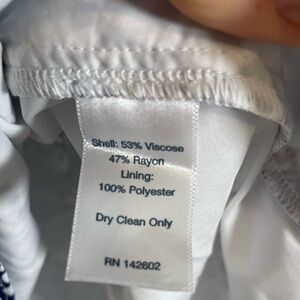 Shell: 53% Viscose
47% Rayon
Lining:
100% Polyester
Dry Clean Only
RN 142602